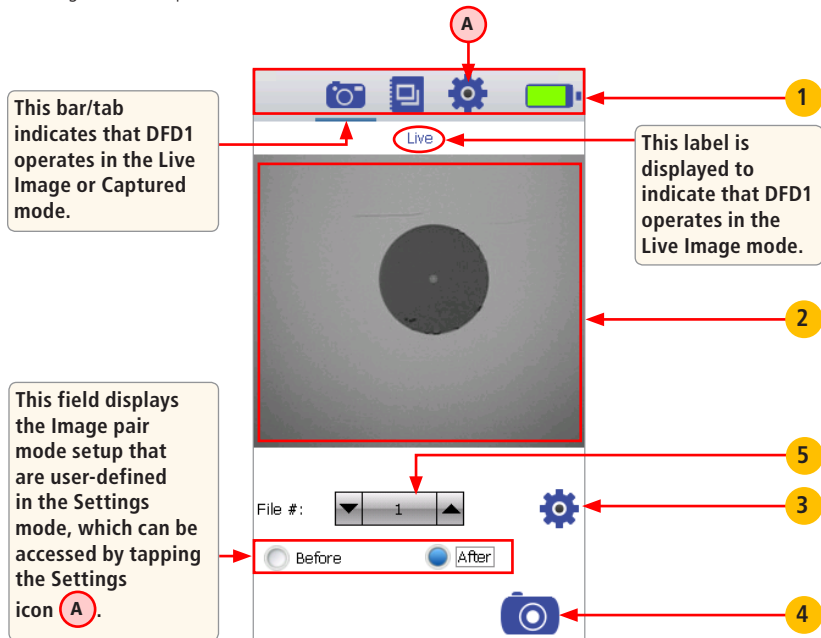 A
1
This bar/tab
indicates that DFD1
operates in the Live
Image or Captured
mode.
Live
This label is
displayed to
indicate that DFD1
operates in the
Live Image mode.
2
This field displays
the Image pair
mode setup that
are user-defined
in the Settings
mode, which can be
accessed by tapping
the Settings
icon A.
5
File #: 1
3
Before After
4